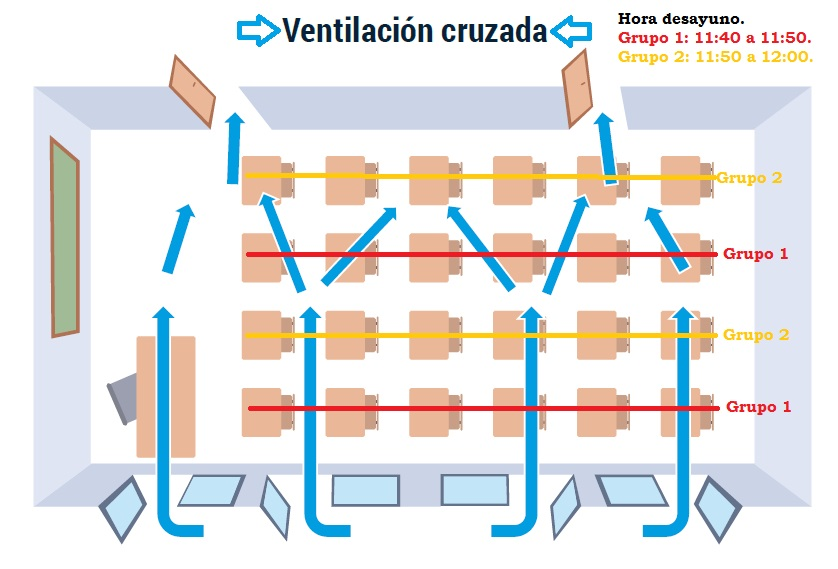 Ventilación cruzada
Hora desayuno.
Grupo 1: 11:40 a 11:50.
Grupo 2: 11:50 a 12:00.
Grupo 2
Grupo 1
Grupo 2
Grupo 1